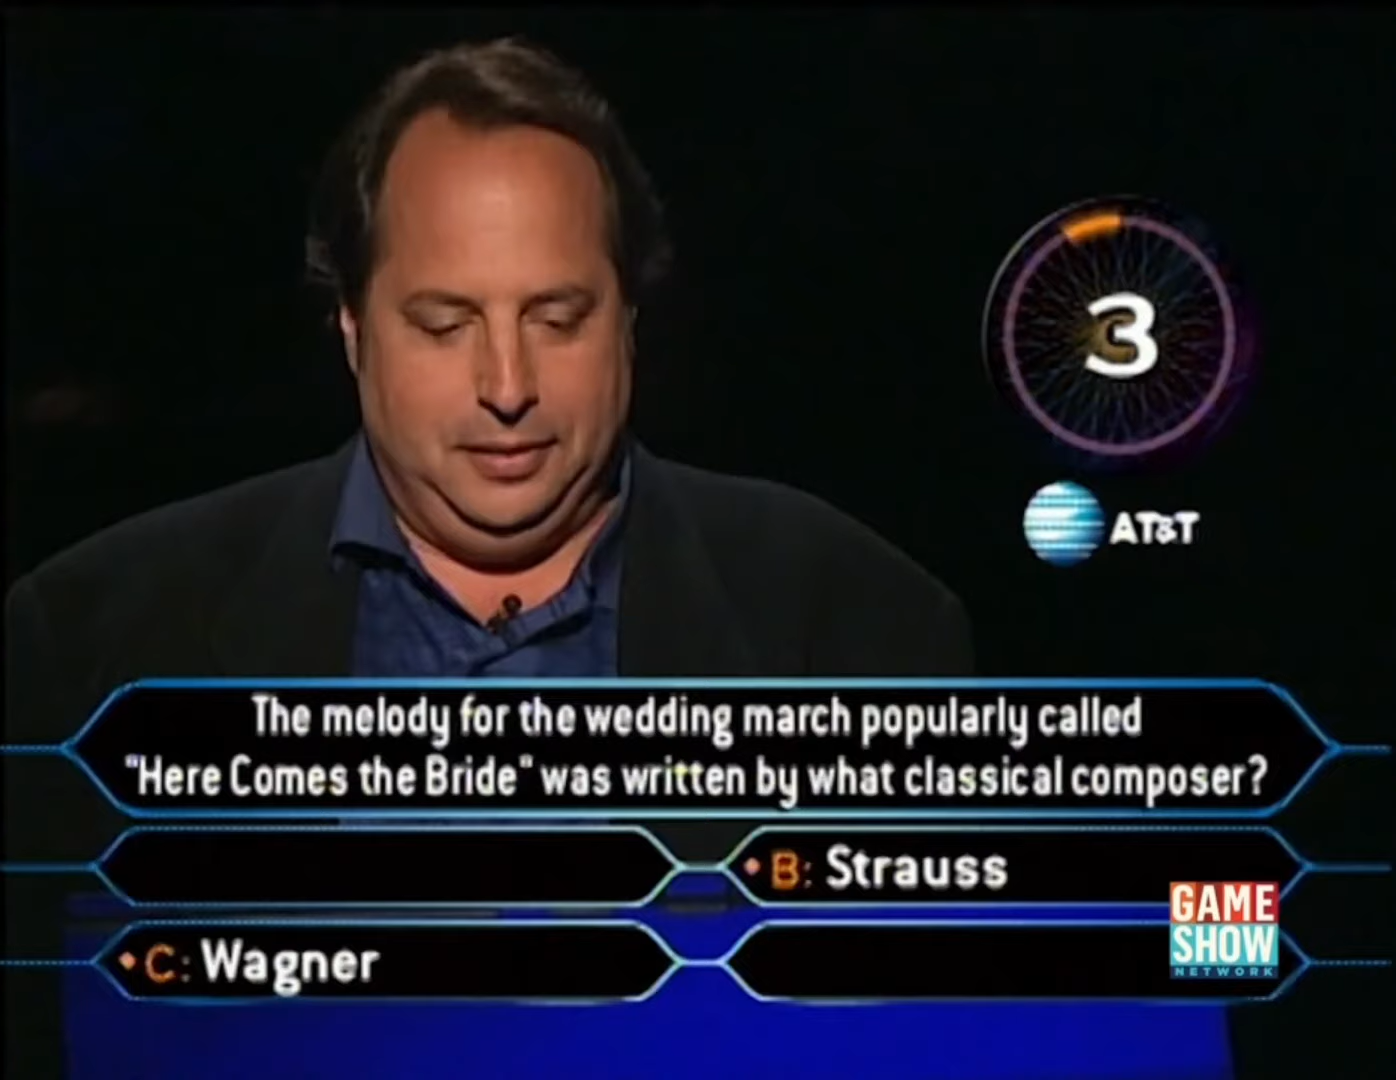 3
AT&T
The melody for the wedding march popularly called
"Here Comes the Bride" was written by what classical composer?
B: Strauss
C: Wagner
GAME
SHOW
NETWORK